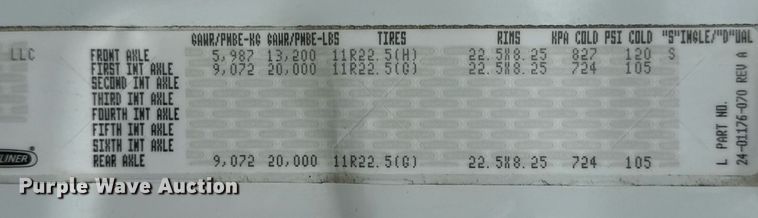 GAWR/PNBE-KG GAWR/PNBE-LBS TIRES RIMS KPA COLD PSI COLD "S"INGLE/"D"UAL
LLC
FRONT AXLE 5,987 13,200 11R22.5(H) 22.5X8.25 827 120 S
FIRST INT AXLE 9,072 20,000 11R22.5(G) 22.5X8.25 724 105
SECOND INT AXLE
THIRD INT AXLE
FOURTH INT AXLE
FIFTH INT AXLE
SIXTH INT AXLE
REAR AXLE 9,072 20,000 11R22.5(G) 22.5X8.25 724 105
LINER
L PART NO.
24-01176-070 REV A
Purple Wave Auction